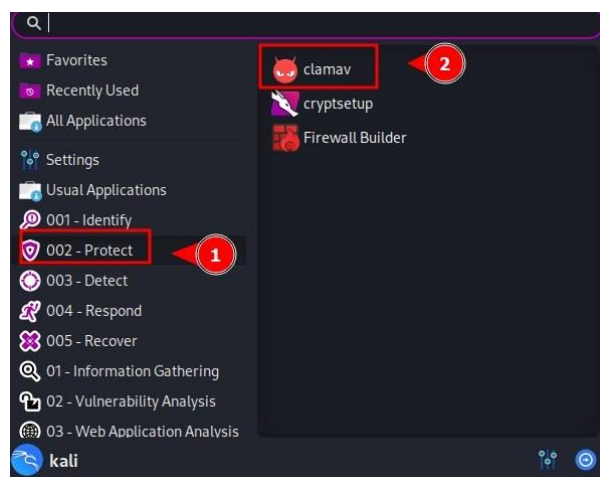 Favorites
Recently Used
All Applications
Settings
Usual Applications
001 - Identify
002 - Protect
003 - Detect
004 - Respond
005 - Recover
01 - Information Gathering
02 - Vulnerability Analysis
03 - Web Application Analysis
kali
1
clamav
2
cryptsetup
Firewall Builder